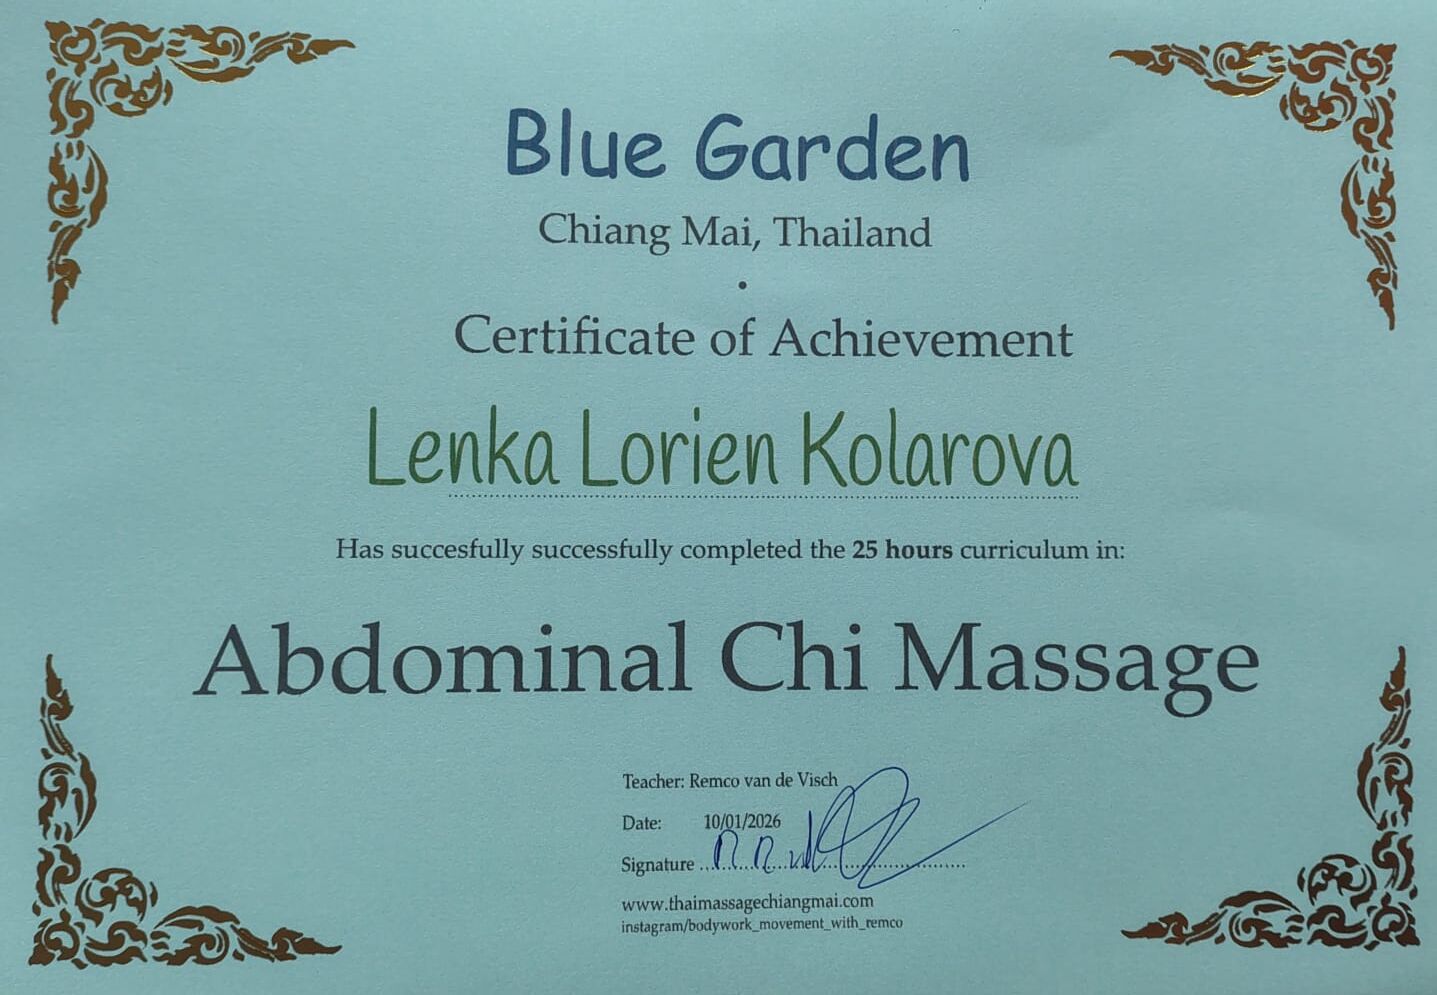 Blue Garden
Chiang Mai, Thailand
•
Certificate of Achievement
Lenka Lorien Kolarova
Has succesfully successfully completed the 25 hours curriculum in:
Abdominal Chi Massage
Teacher: Remco van de Visch
Date: 10/01/2026
Signature
www.thaimassagechiangmai.com
instagram/bodywork_movement_with_remco